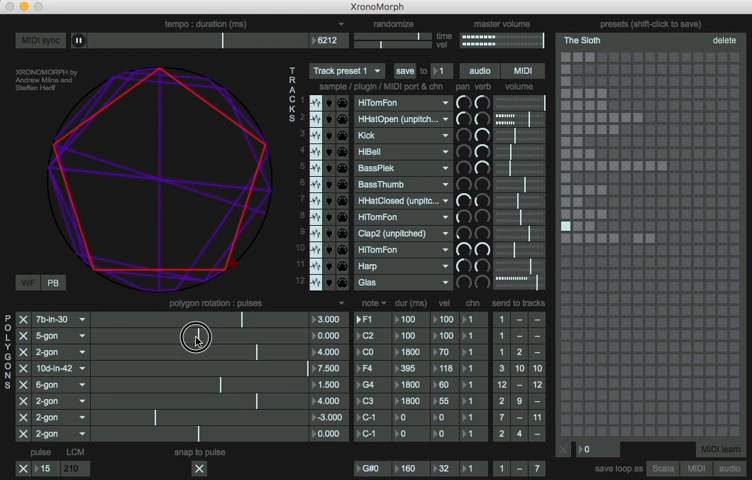 XronoMorph
tempo : duration (ms)
randomize
master volume
presets (shift-click to save)
MIDI sync
6212
time
vel
The Sloth
delete
XRONOMORPH by
Andrew Milne and
Steffen Herff
TRACKS
Track preset 1
save to 1
audio
MIDI
sample / plugin / MIDI port & chn
pan verb
volume
1 HiTomFon
2 HHatOpen (unpitch...
3 Kick
4 HiBell
5 BassPlek
6 BassThumb
7 HHatClosed (unpitc...
8 HiTomFon
9 Clap2 (unpitched)
10 HiTomFon
11 Harp
12 Glas
WF PB
polygon rotation : pulses
note dur (ms) vel chn send to tracks
POLYGONS
7b-in-30 3.000 F1 100 100 1 1 – –
5-gon 0.000 C2 100 100 1 1 – –
2-gon 4.000 C0 1800 70 1 1 2 –
10d-in-42 7.500 F4 395 118 1 3 10 10
6-gon 1.500 G4 1800 60 1 12 – 12
2-gon 4.000 C3 1800 55 1 2 9 –
2-gon -3.000 C-1 0 0 1 7 – 11
2-gon 0.000 C-1 0 0 1 2 4 –
pulse LCM
snap to pulse
0
MIDI learn
15 210
G#0 160 32 1 1 – 7
save loop as Scala MIDI audio